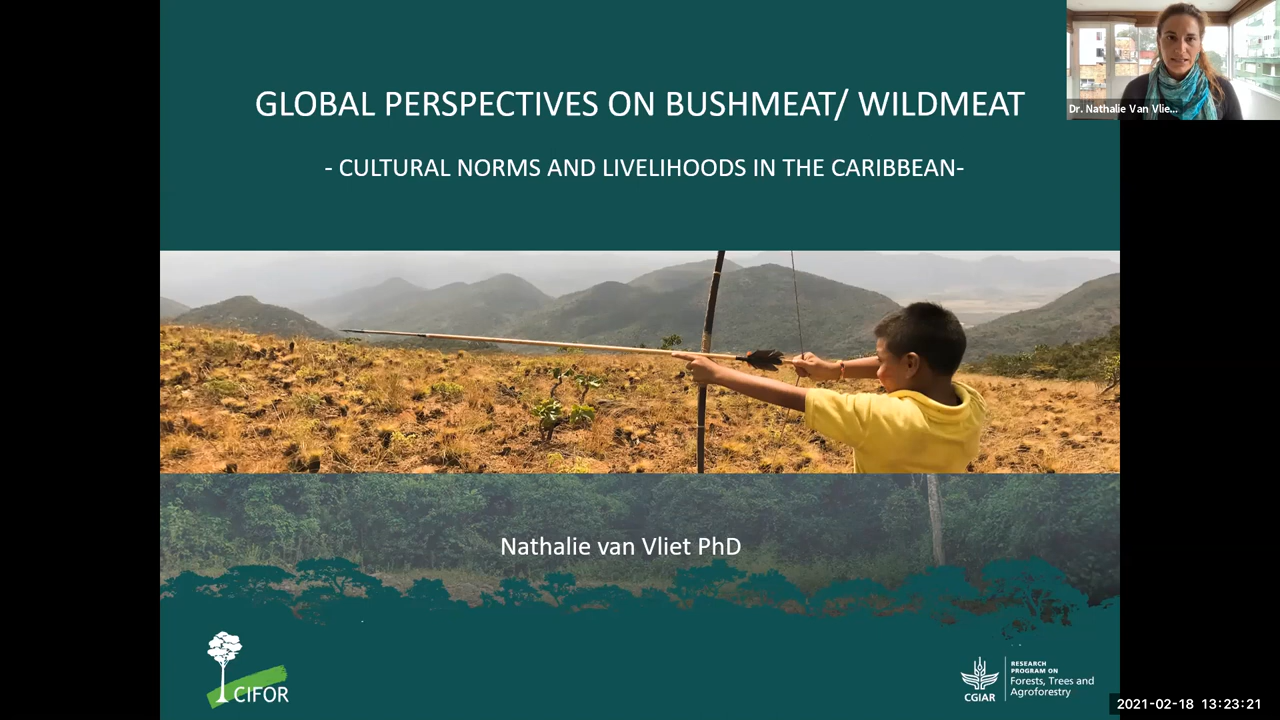 GLOBAL PERSPECTIVES ON BUSHMEAT/ WILDMEAT
- CULTURAL NORMS AND LIVELIHOODS IN THE CARIBBEAN-
Dr. Nathalie Van Vlie...
Nathalie van Vliet PhD
CIFOR
CGIAR
RESEARCH
PROGRAM ON
Forests, Trees and
Agroforestry
2021-02-18 13:23:21